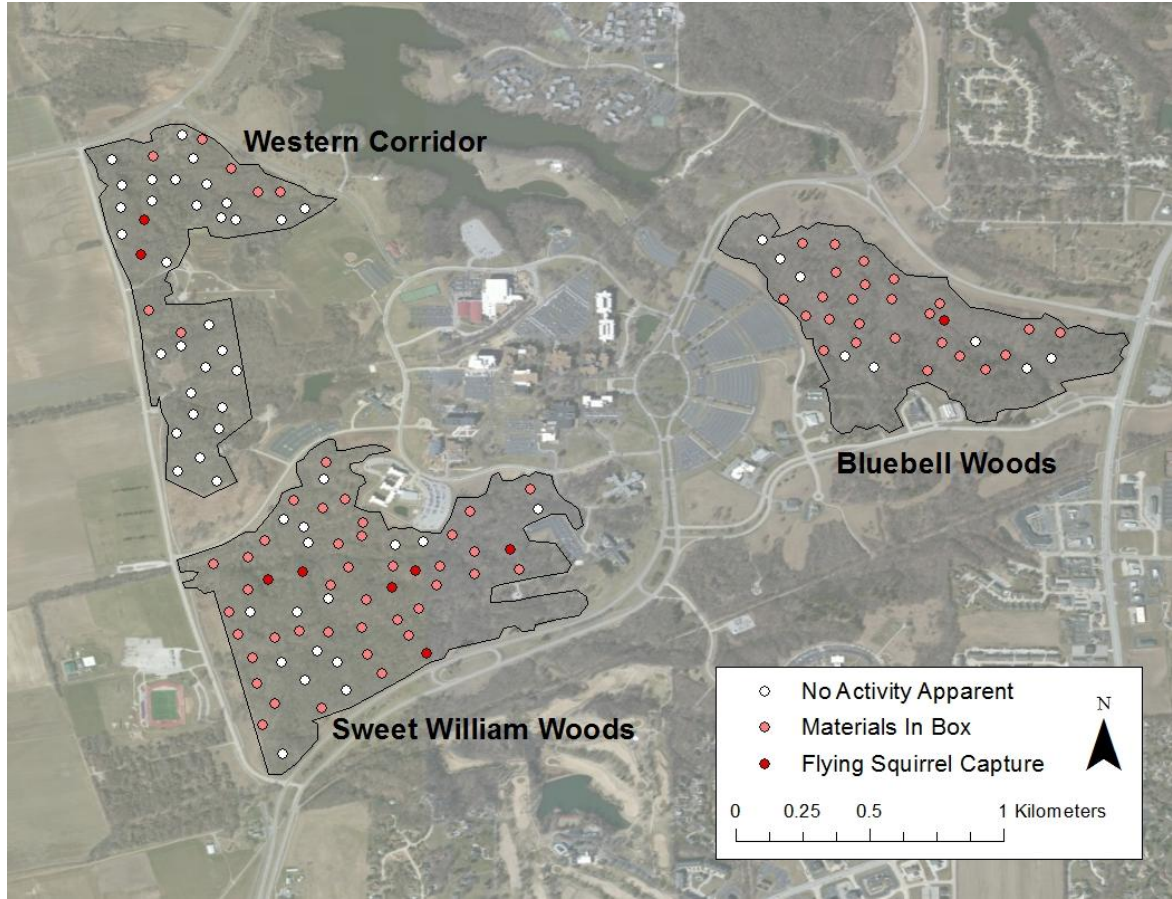 Western Corridor
Bluebell Woods
Sweet William Woods
No Activity Apparent
Materials In Box
Flying Squirrel Capture
N
0 0.25 0.5 1 Kilometers